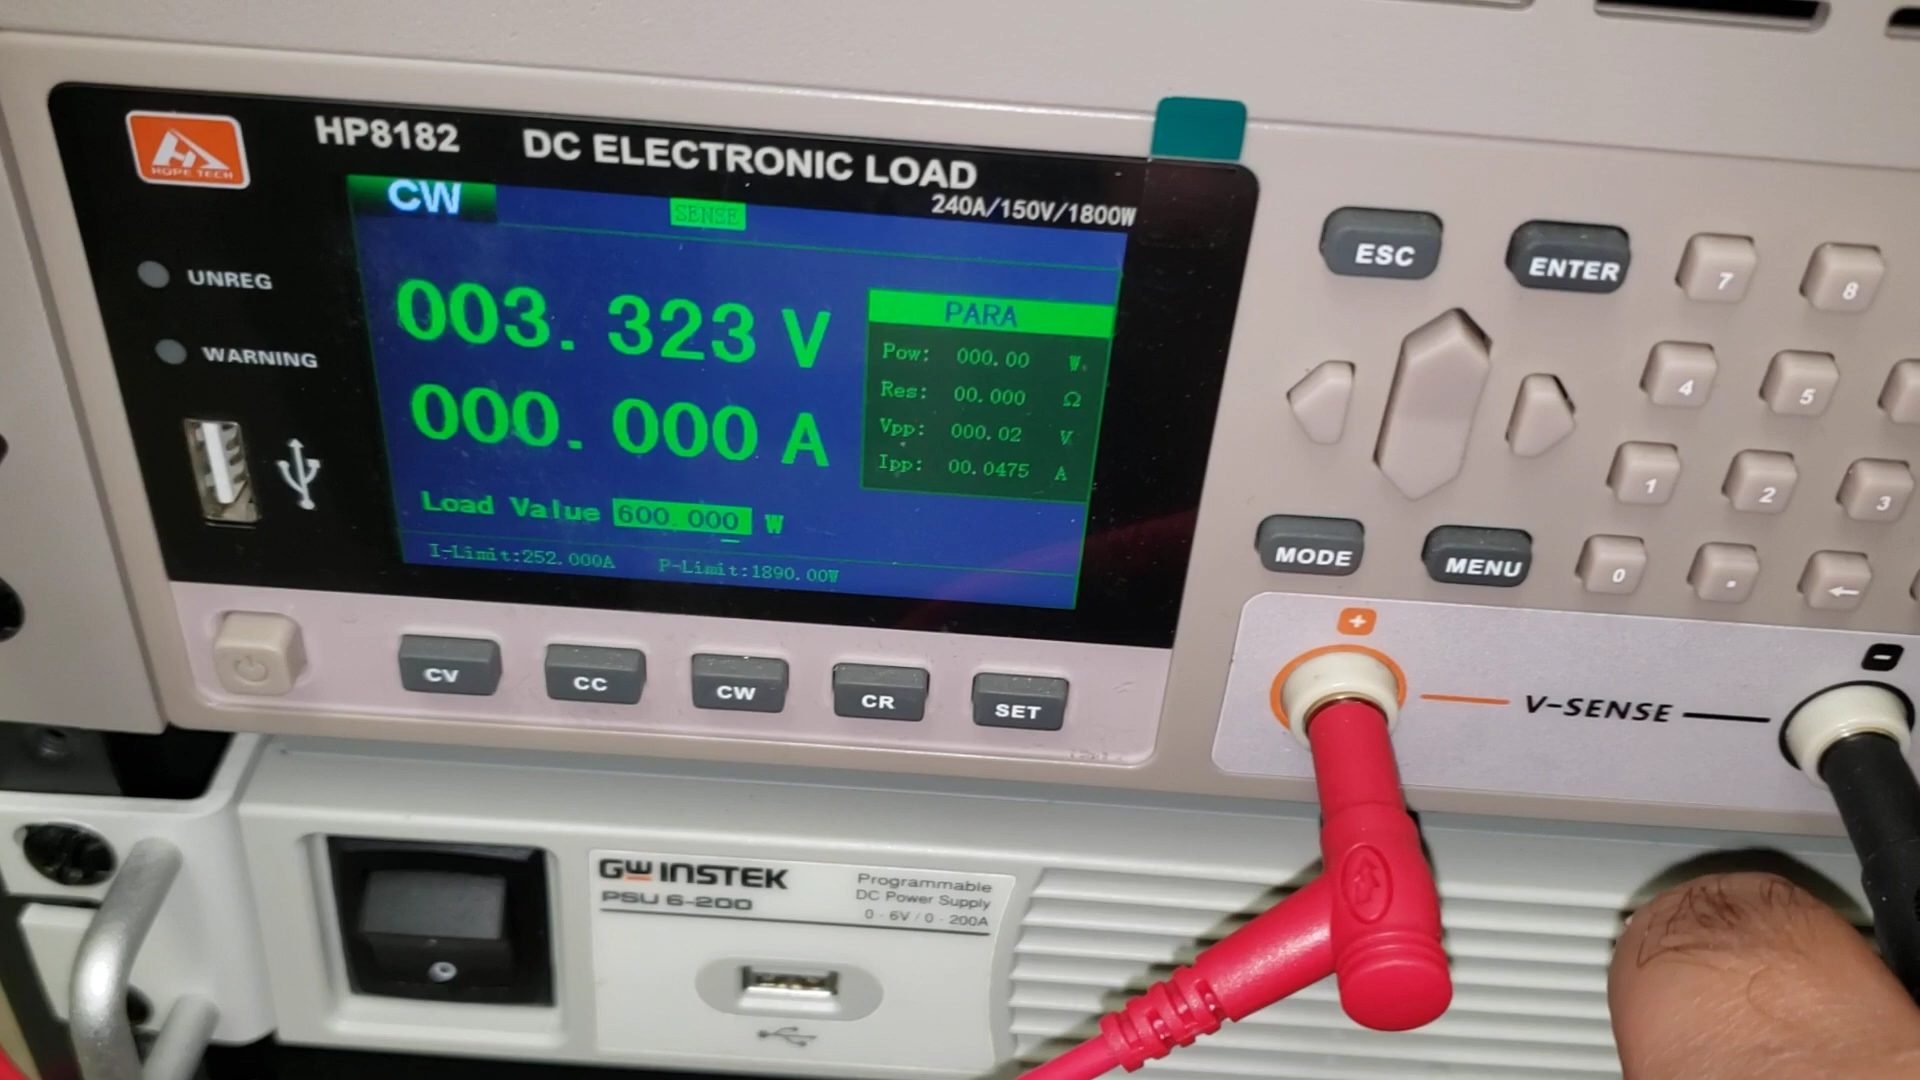 HOPE TECH
HP8182 DC ELECTRONIC LOAD
240A/150V/1800W
CW
SENSE
UNREG
WARNING
003.323 V
000.000 A
PARA
Pow: 000.00 W
Res: 00.000 Ω
Vpp: 000.02 V
Ipp: 00.0475 A
Load Value 600.000 W
I-Limit:252.000A P-Limit:1890.00W
CV
CC
CW
CR
SET
ESC
ENTER
7
8
4
5
1
2
3
MODE
MENU
0
.
←
+
-
V-SENSE
GW INSTEK
PSU 6-200
Programmable
DC Power Supply
0 - 6V / 0 - 200A